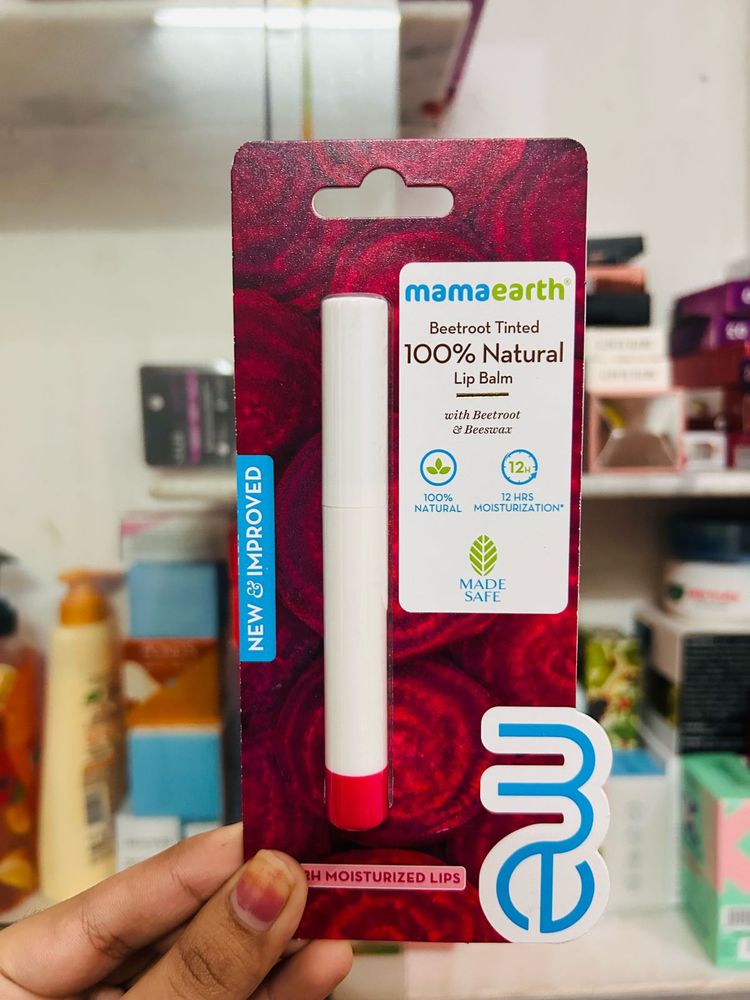 mamaearth®
Beetroot Tinted
100% Natural
Lip Balm
with Beetroot
& Beeswax
100%
NATURAL
12H
12 HRS
MOISTURIZATION*
MADE
SAFE
NEW & IMPROVED
MOISTURIZED LIPS
me